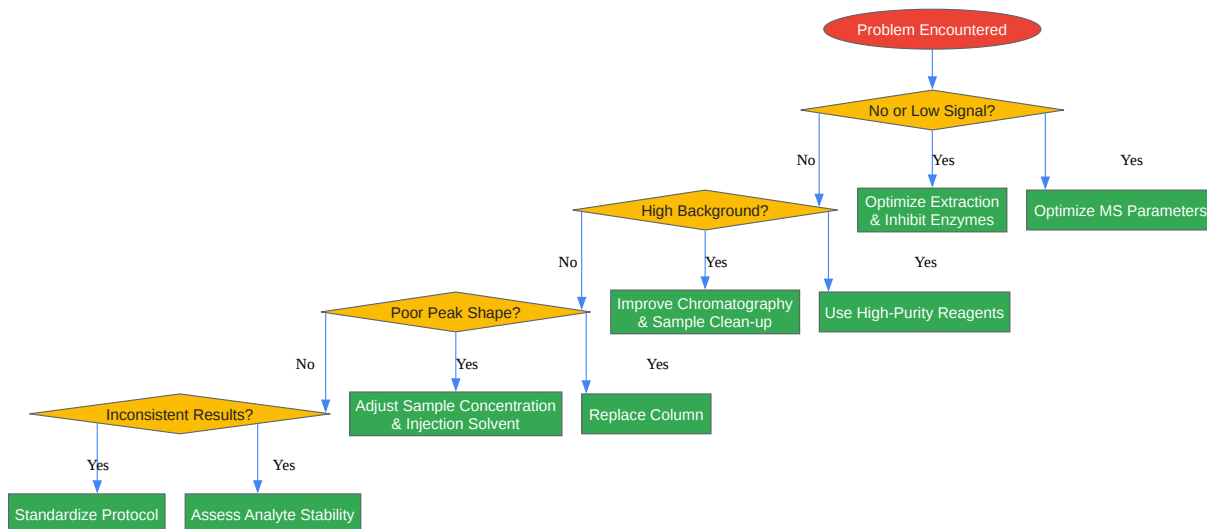 Problem Encountered
No or Low Signal?
No
Yes
Yes
Optimize Extraction
& Inhibit Enzymes
Optimize MS Parameters
High Background?
No
Yes
Yes
Improve Chromatography
& Sample Clean-up
Use High-Purity Reagents
Poor Peak Shape?
No
Yes
Yes
Adjust Sample Concentration
& Injection Solvent
Replace Column
Inconsistent Results?
Yes
Yes
Standardize Protocol
Assess Analyte Stability